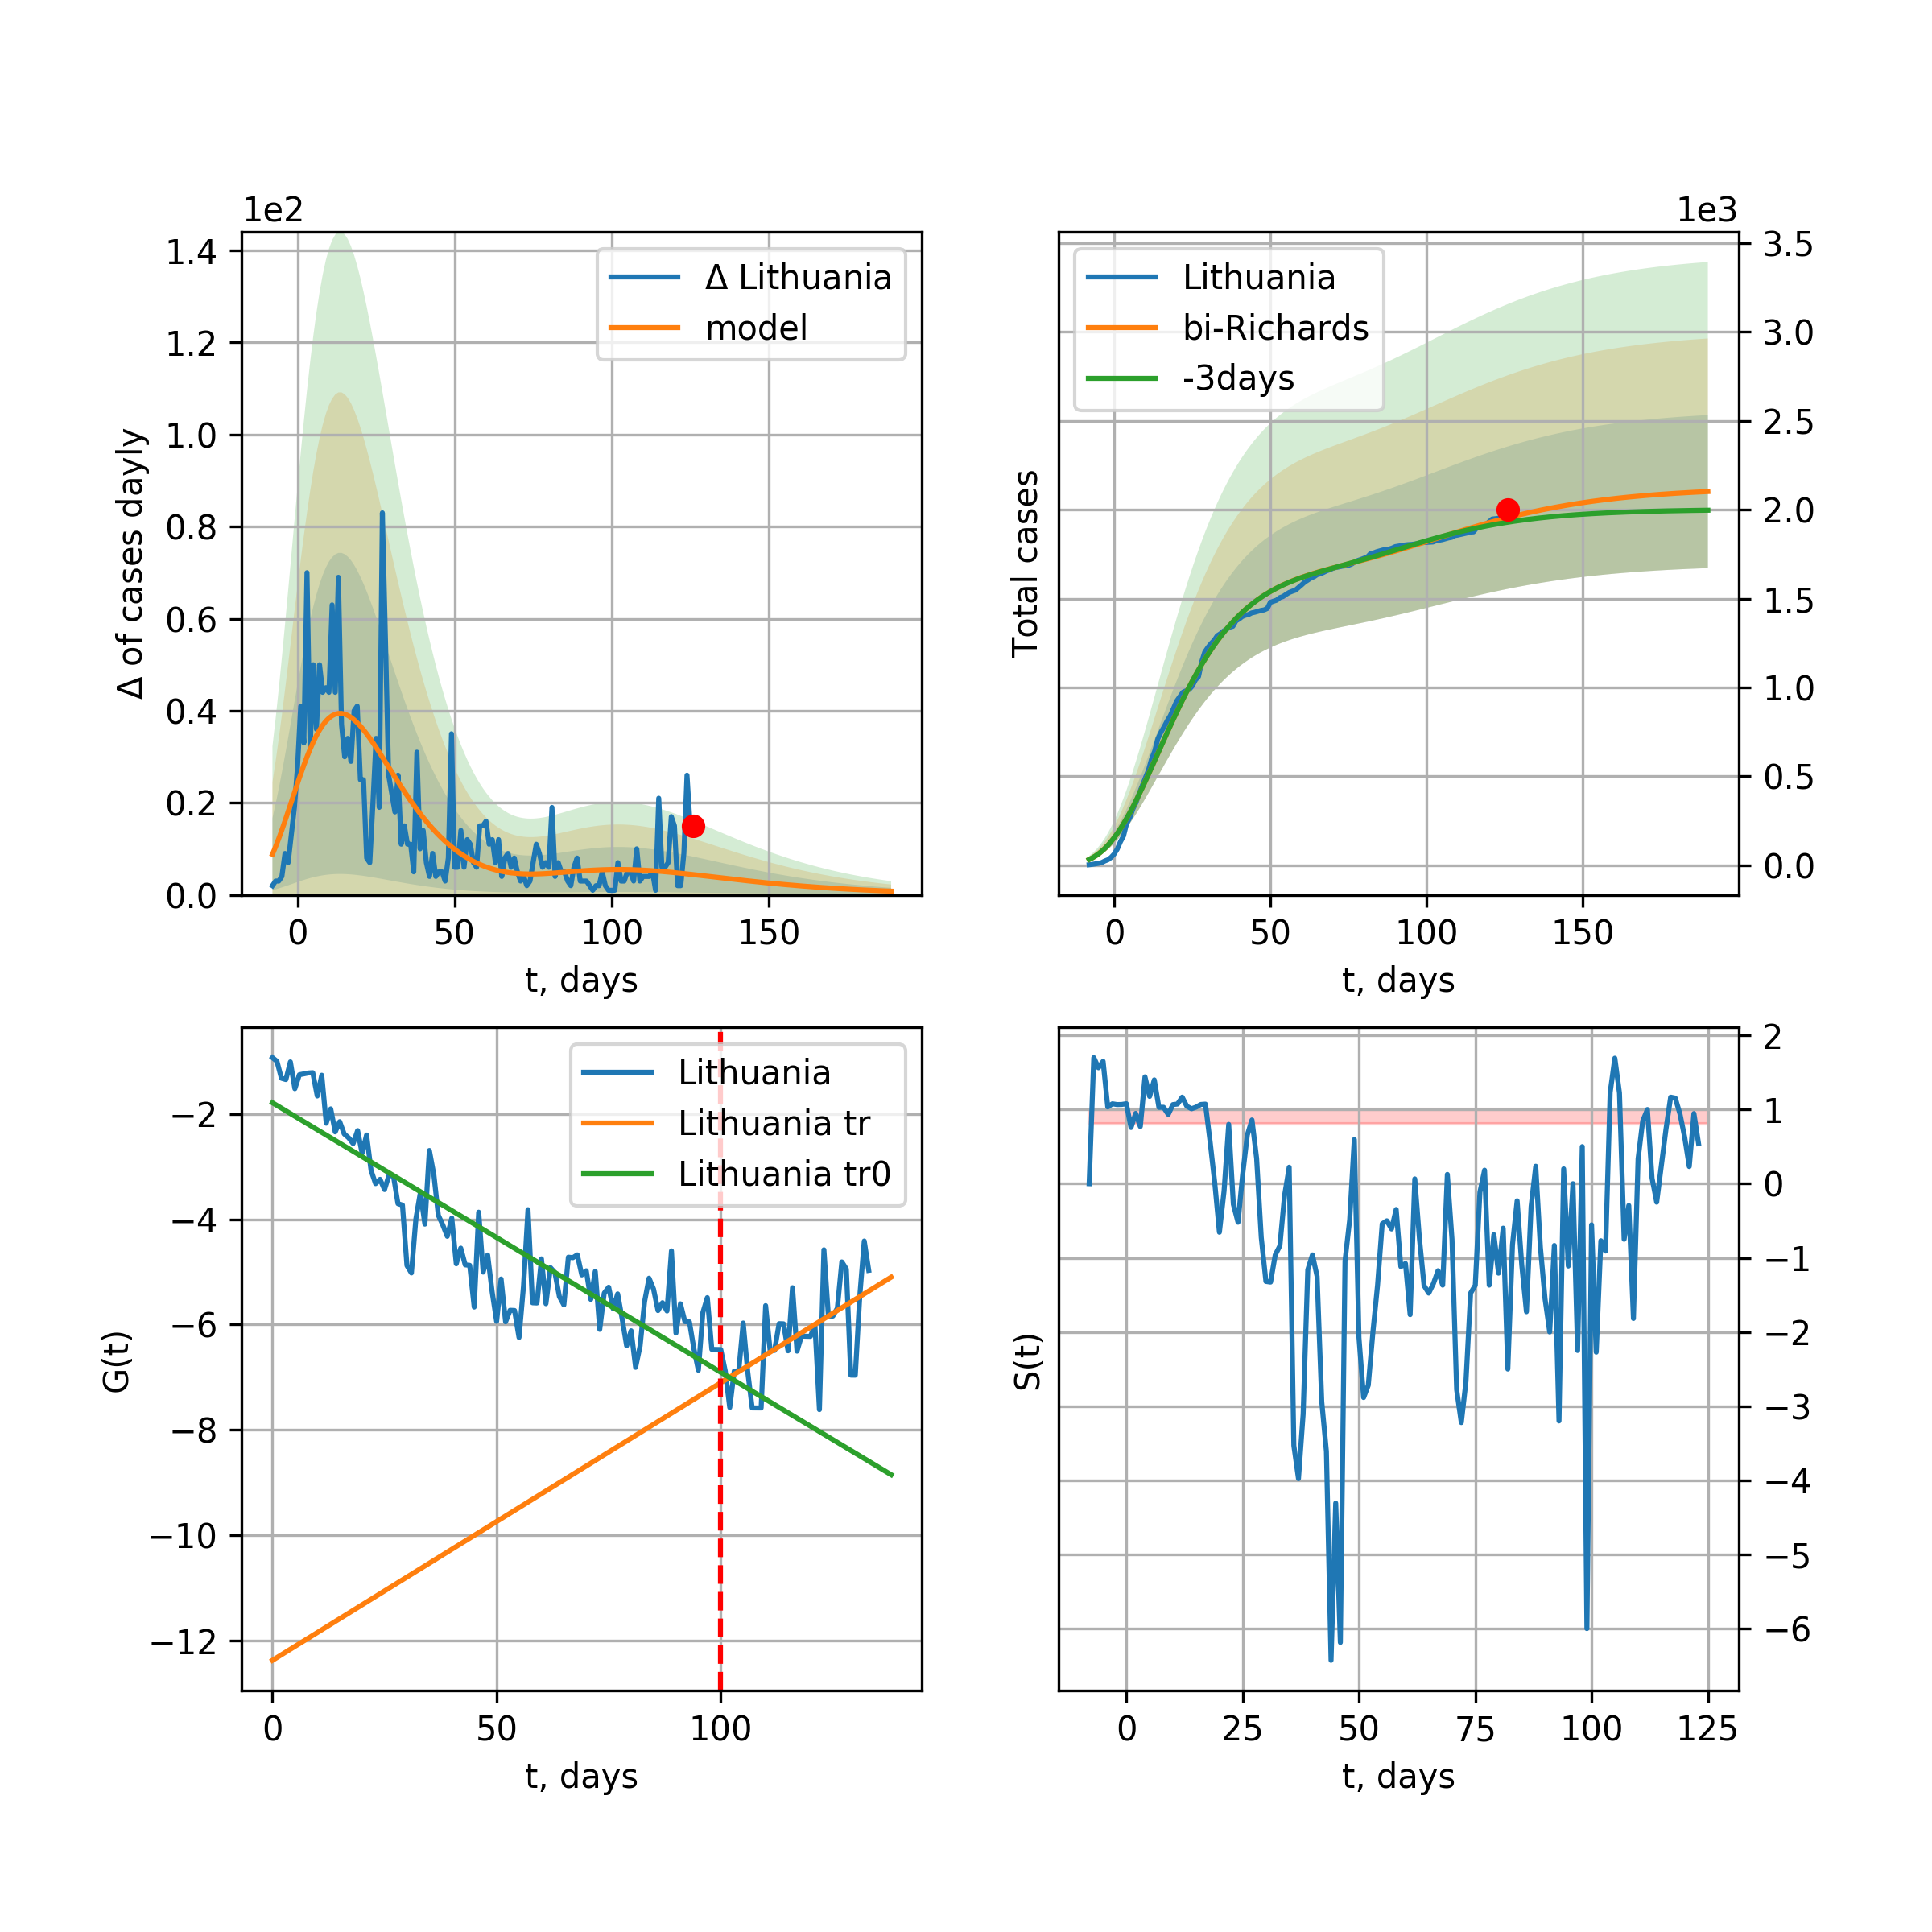 1e2
1.4
1.2
1.0
0.8
0.6
0.4
0.2
0.0
Δ of cases dayly
Δ Lithuania
model
0 50 100 150
t, days
1e3
3.5
3.0
2.5
2.0
1.5
1.0
0.5
0.0
Total cases
Lithuania
bi-Richards
-3days
0 50 100 150
t, days
−2
−4
−6
−8
−10
−12
G(t)
Lithuania
Lithuania tr
Lithuania tr0
0 50 100
t, days
2
1
0
−1
−2
−3
−4
−5
−6
S(t)
0 25 50 75 100 125
t, days